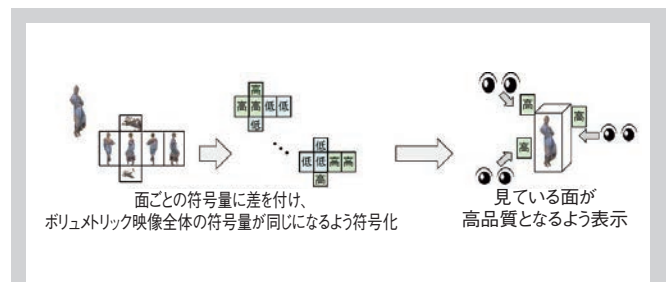 高
高 高 低 低
低
低
低 低 高 高
高
高
高
高
面ごとの符号量に差を付け、
ボリュメトリック映像全体の符号量が同じになるよう符号化
見ている面が
高品質となるよう表示